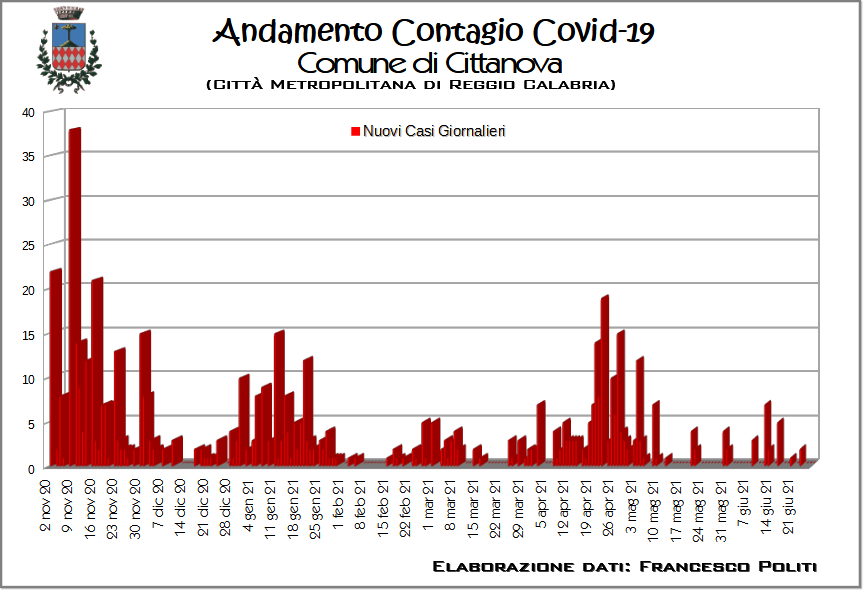 Andamento Contagio Covid-19
Comune di Cittanova
(Città Metropolitana di Reggio Calabria)
Nuovi Casi Giornalieri
40
35
30
25
20
15
10
5
0
2 nov 20
9 nov 20
16 nov 20
23 nov 20
30 nov 20
7 dic 20
14 dic 20
21 dic 20
28 dic 20
4 gen 21
11 gen 21
18 gen 21
25 gen 21
1 feb 21
8 feb 21
15 feb 21
22 feb 21
1 mar 21
8 mar 21
15 mar 21
22 mar 21
29 mar 21
5 apr 21
12 apr 21
19 apr 21
26 apr 21
3 mag 21
10 mag 21
17 mag 21
24 mag 21
31 mag 21
7 giu 21
14 giu 21
21 giu 21
Elaborazione dati: Francesco Politi